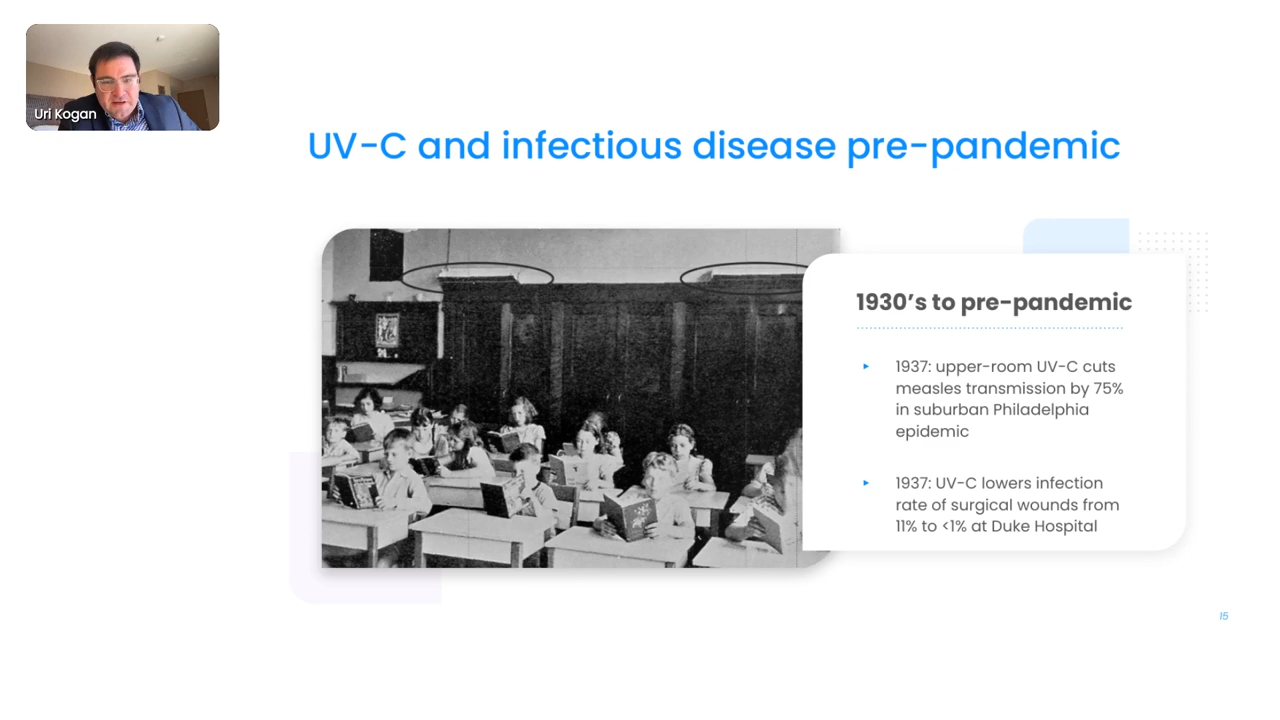 Uri Kogan
UV-C and infectious disease pre-pandemic
1930's to pre-pandemic
1937: upper-room UV-C cuts
measles transmission by 75%
in suburban Philadelphia
epidemic
1937: UV-C lowers infection
rate of surgical wounds from
11% to <1% at Duke Hospital
15